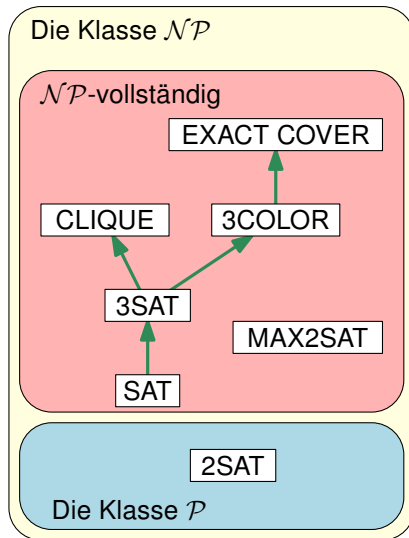 Die Klasse NP
NP-vollständig
EXACT COVER
CLIQUE
3COLOR
3SAT
MAX2SAT
SAT
2SAT
Die Klasse P